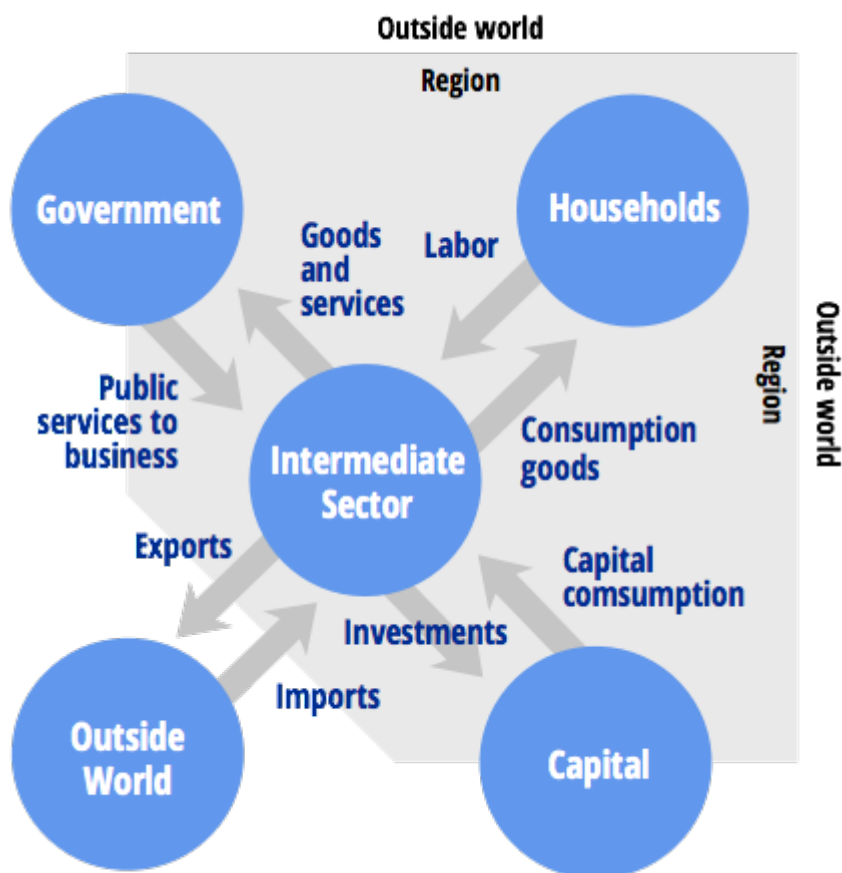 Outside world
Region
Government
Households
Goods
and
services
Labor
Outside world
Region
Public
services to
business
Intermediate
Sector
Consumption
goods
Exports
Capital
comsumption
Investments
Imports
Outside
World
Capital